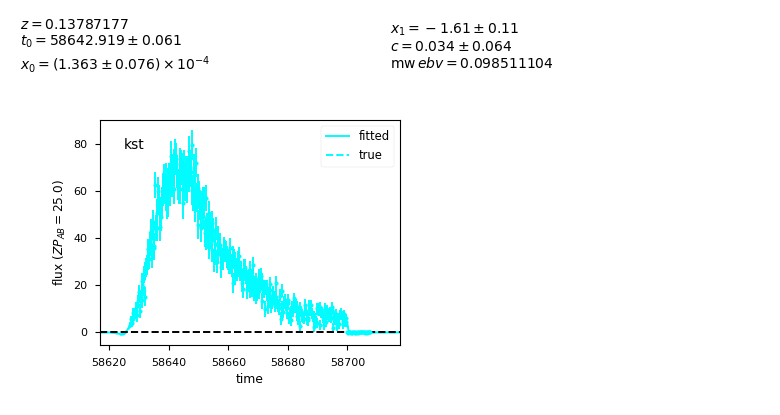 z = 0.13787177
t₀ = 58642.919 ± 0.061
x₀ = (1.363 ± 0.076) × 10⁻⁴
x₁ = −1.61 ± 0.11
c = 0.034 ± 0.064
mw ebv = 0.098511104
kst
fitted
true
flux (ZP_AB = 25.0)
80
60
40
20
0
58620 58640 58660 58680 58700
time